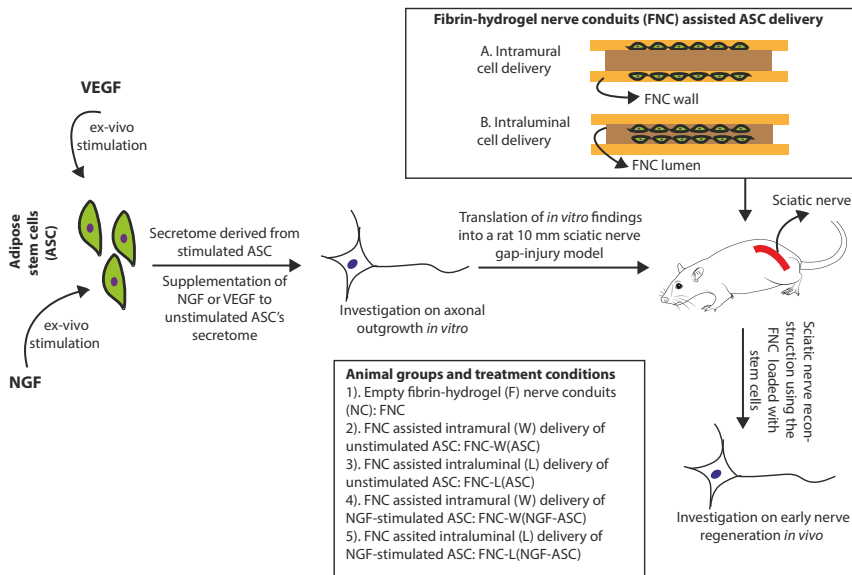 Fibrin-hydrogel nerve conduits (FNC) assisted ASC delivery
A. Intramural
cell delivery
FNC wall
B. Intraluminal
cell delivery
FNC lumen
VEGF
ex-vivo
stimulation
Adipose
stem cells
(ASC)
ex-vivo
stimulation
NGF
Secretome derived from
stimulated ASC
Supplementation of
NGF or VEGF to
unstimulated ASC's
secretome
Investigation on axonal
outgrowth in vitro
Translation of in vitro findings
into a rat 10 mm sciatic nerve
gap-injury model
Sciatic nerve
Sciatic nerve recon-
struction using the
FNC loaded with
stem cells
Investigation on early nerve
regeneration in vivo
Animal groups and treatment conditions
1). Empty fibrin-hydrogel (F) nerve conduits
(NC): FNC
2). FNC assisted intramural (W) delivery of
unstimulated ASC: FNC-W(ASC)
3). FNC assisted intraluminal (L) delivery of
unstimulated ASC: FNC-L(ASC)
4). FNC assisted intramural (W) delivery of
NGF-stimulated ASC: FNC-W(NGF-ASC)
5). FNC assited intraluminal (L) delivery of
NGF-stimulated ASC: FNC-L(NGF-ASC)